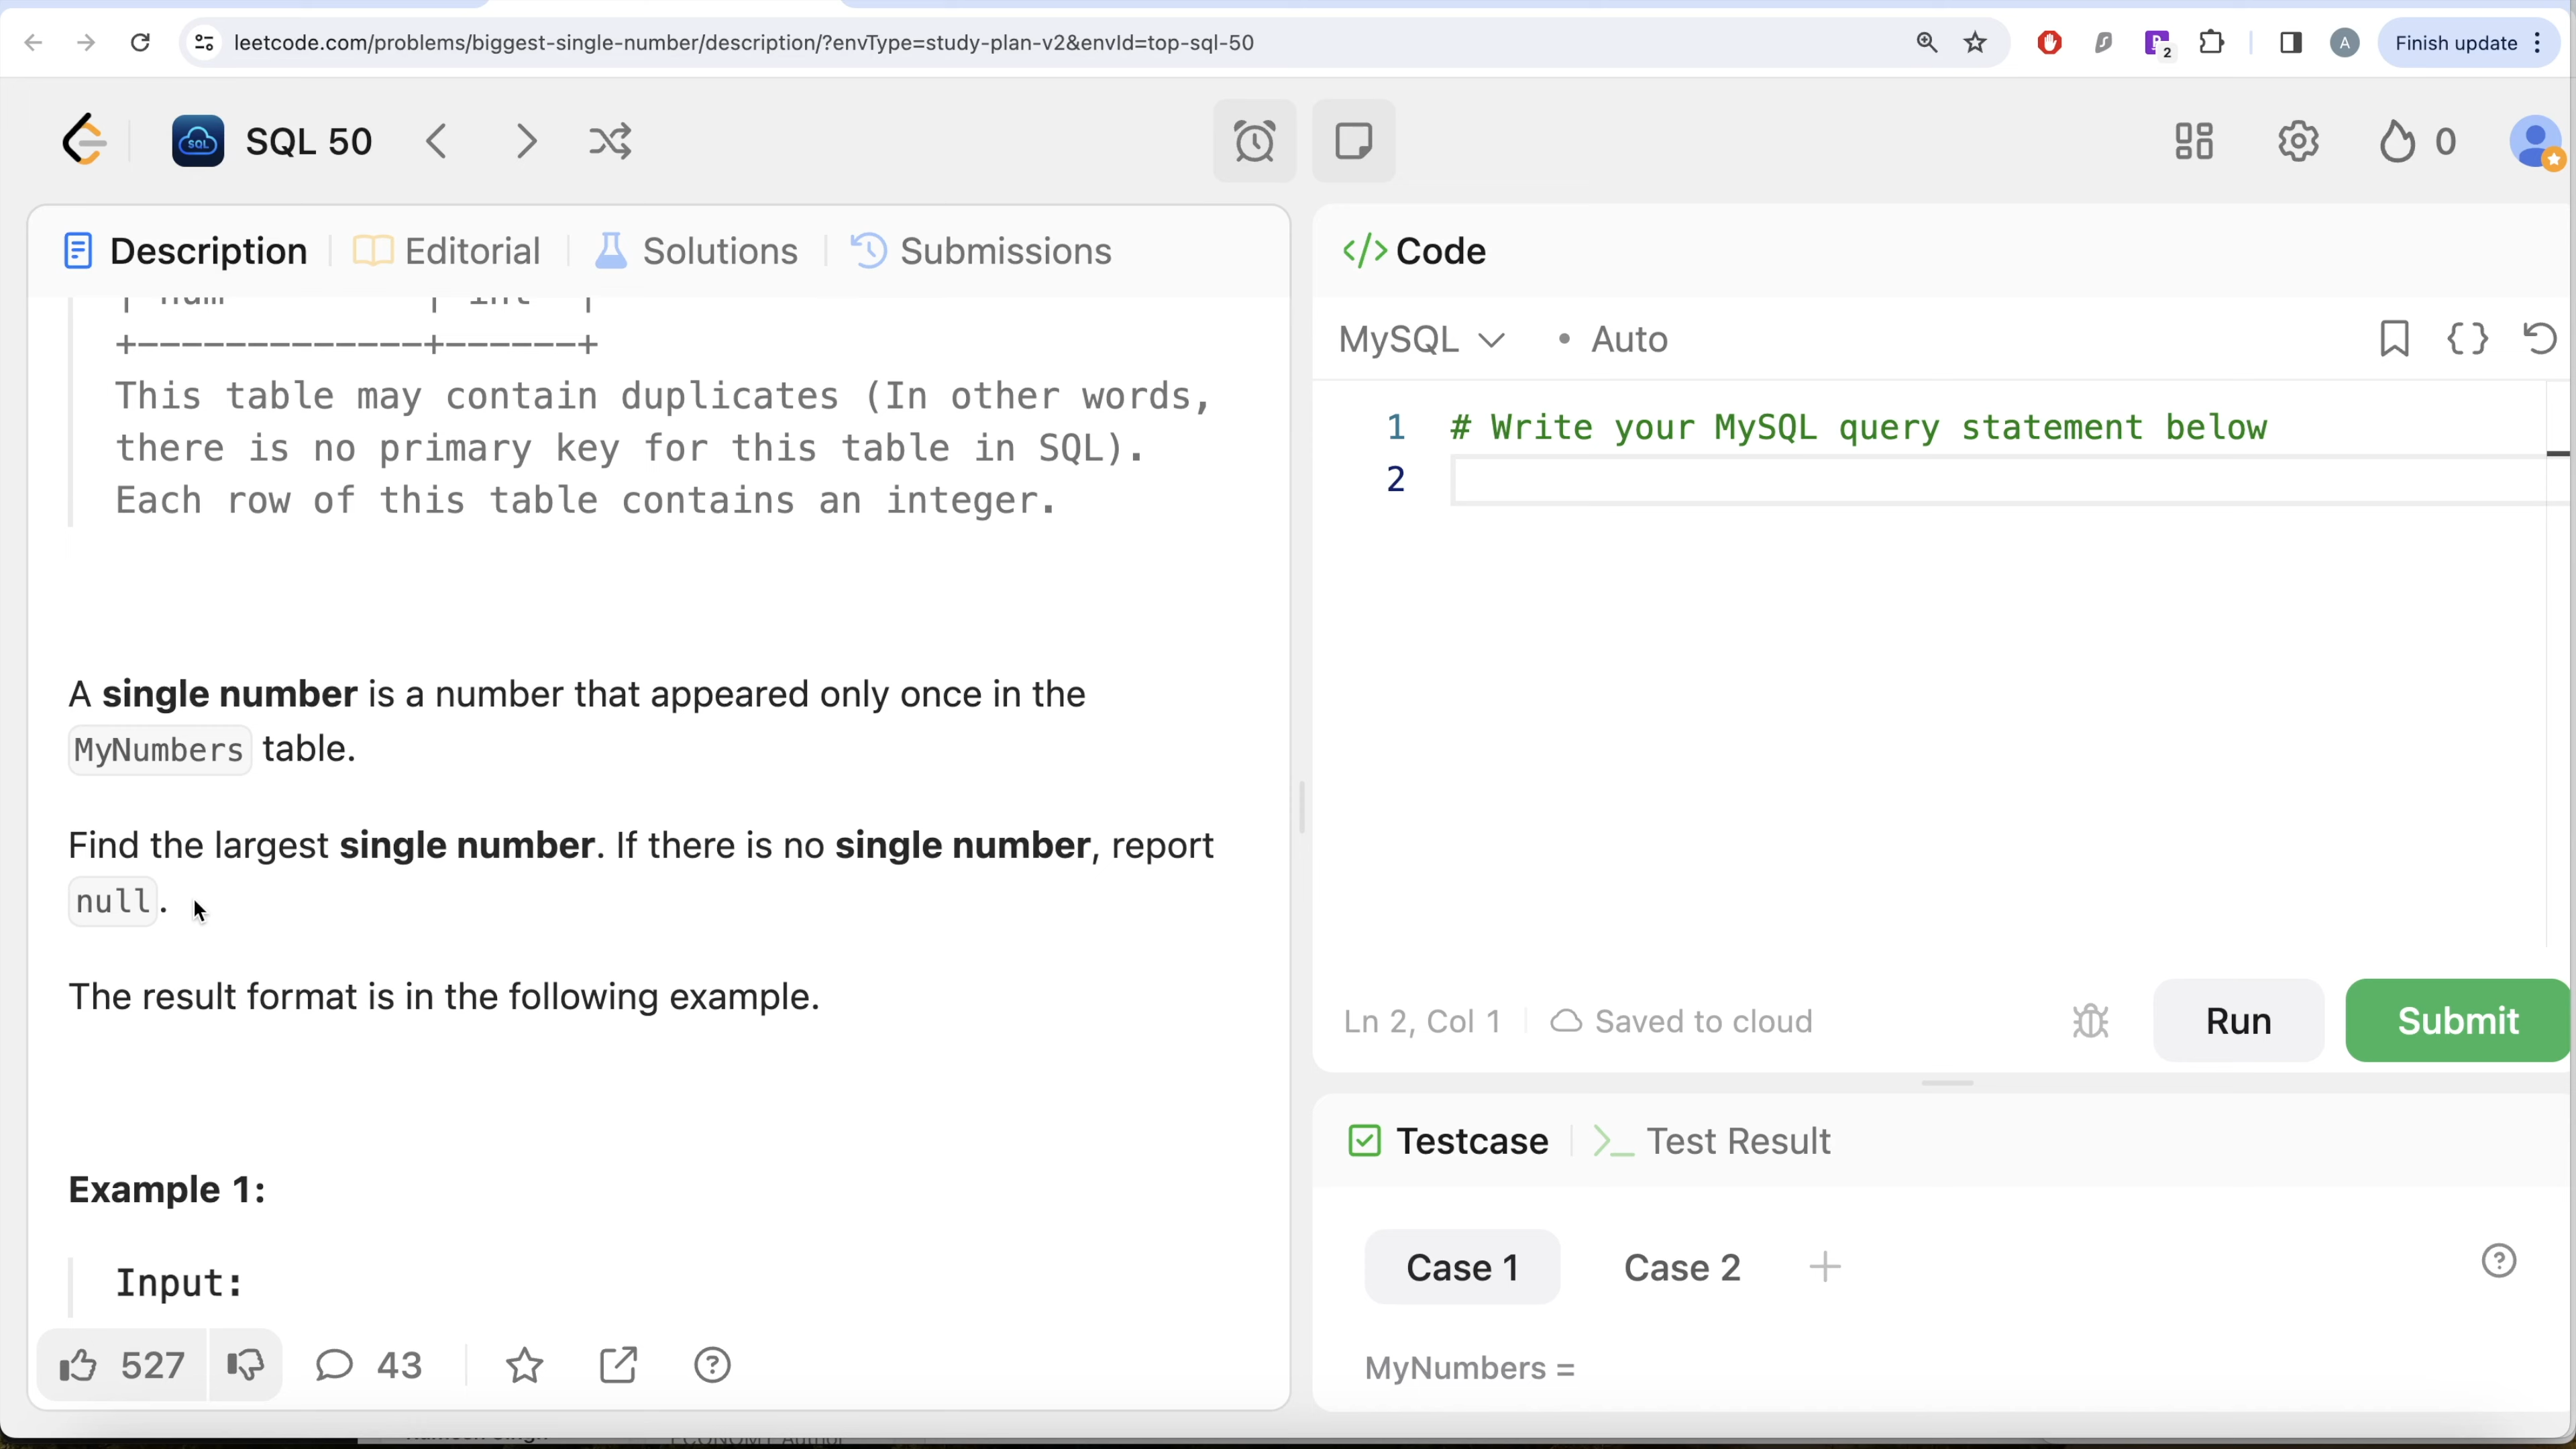 leetcode.com/problems/biggest-single-number/description/?envType=study-plan-v2&envId=top-sql-50
2
A
Finish update
SQL
SQL 50
0
Description
Editorial
Solutions
Submissions
Code
| num | int |
+-------------+------+
This table may contain duplicates (In other words,
there is no primary key for this table in SQL).
Each row of this table contains an integer.
A single number is a number that appeared only once in the
MyNumbers table.
Find the largest single number. If there is no single number, report
null.
The result format is in the following example.
Example 1:
Input:
527
43
MySQL
• Auto
1 # Write your MySQL query statement below
2
Ln 2, Col 1
Saved to cloud
Run
Submit
Testcase
Test Result
Case 1
Case 2
MyNumbers =